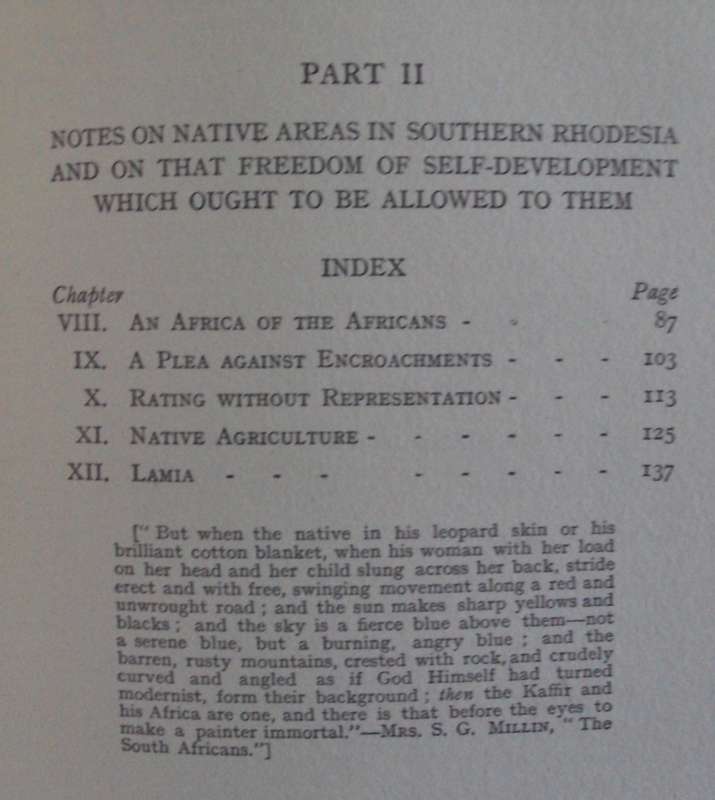 PART II
NOTES ON NATIVE AREAS IN SOUTHERN RHODESIA
AND ON THAT FREEDOM OF SELF-DEVELOPMENT
WHICH OUGHT TO BE ALLOWED TO THEM
INDEX
Chapter Page
VIII. AN AFRICA OF THE AFRICANS - - - 87
IX. A PLEA AGAINST ENCROACHMENTS - - - 103
X. RATING WITHOUT REPRESENTATION - - - 113
XI. NATIVE AGRICULTURE - - - - - - 125
XII. LAMIA - - - - - - - - 137
[" But when the native in his leopard skin or his
brilliant cotton blanket, when his woman with her load
on her head and her child slung across her back, stride
erect and with free, swinging movement along a red and
unwrought road ; and the sun makes sharp yellows and
blacks ; and the sky is a fierce blue above them—not
a serene blue, but a burning, angry blue ; and the
barren, rusty mountains, crested with rock, and crudely
curved and angled as if God Himself had turned
modernist, form their background ; then the Kaffir and
his Africa are one, and there is that before the eyes to
make a painter immortal."—MRS. S. G. MILLIN, " The
South Africans."]